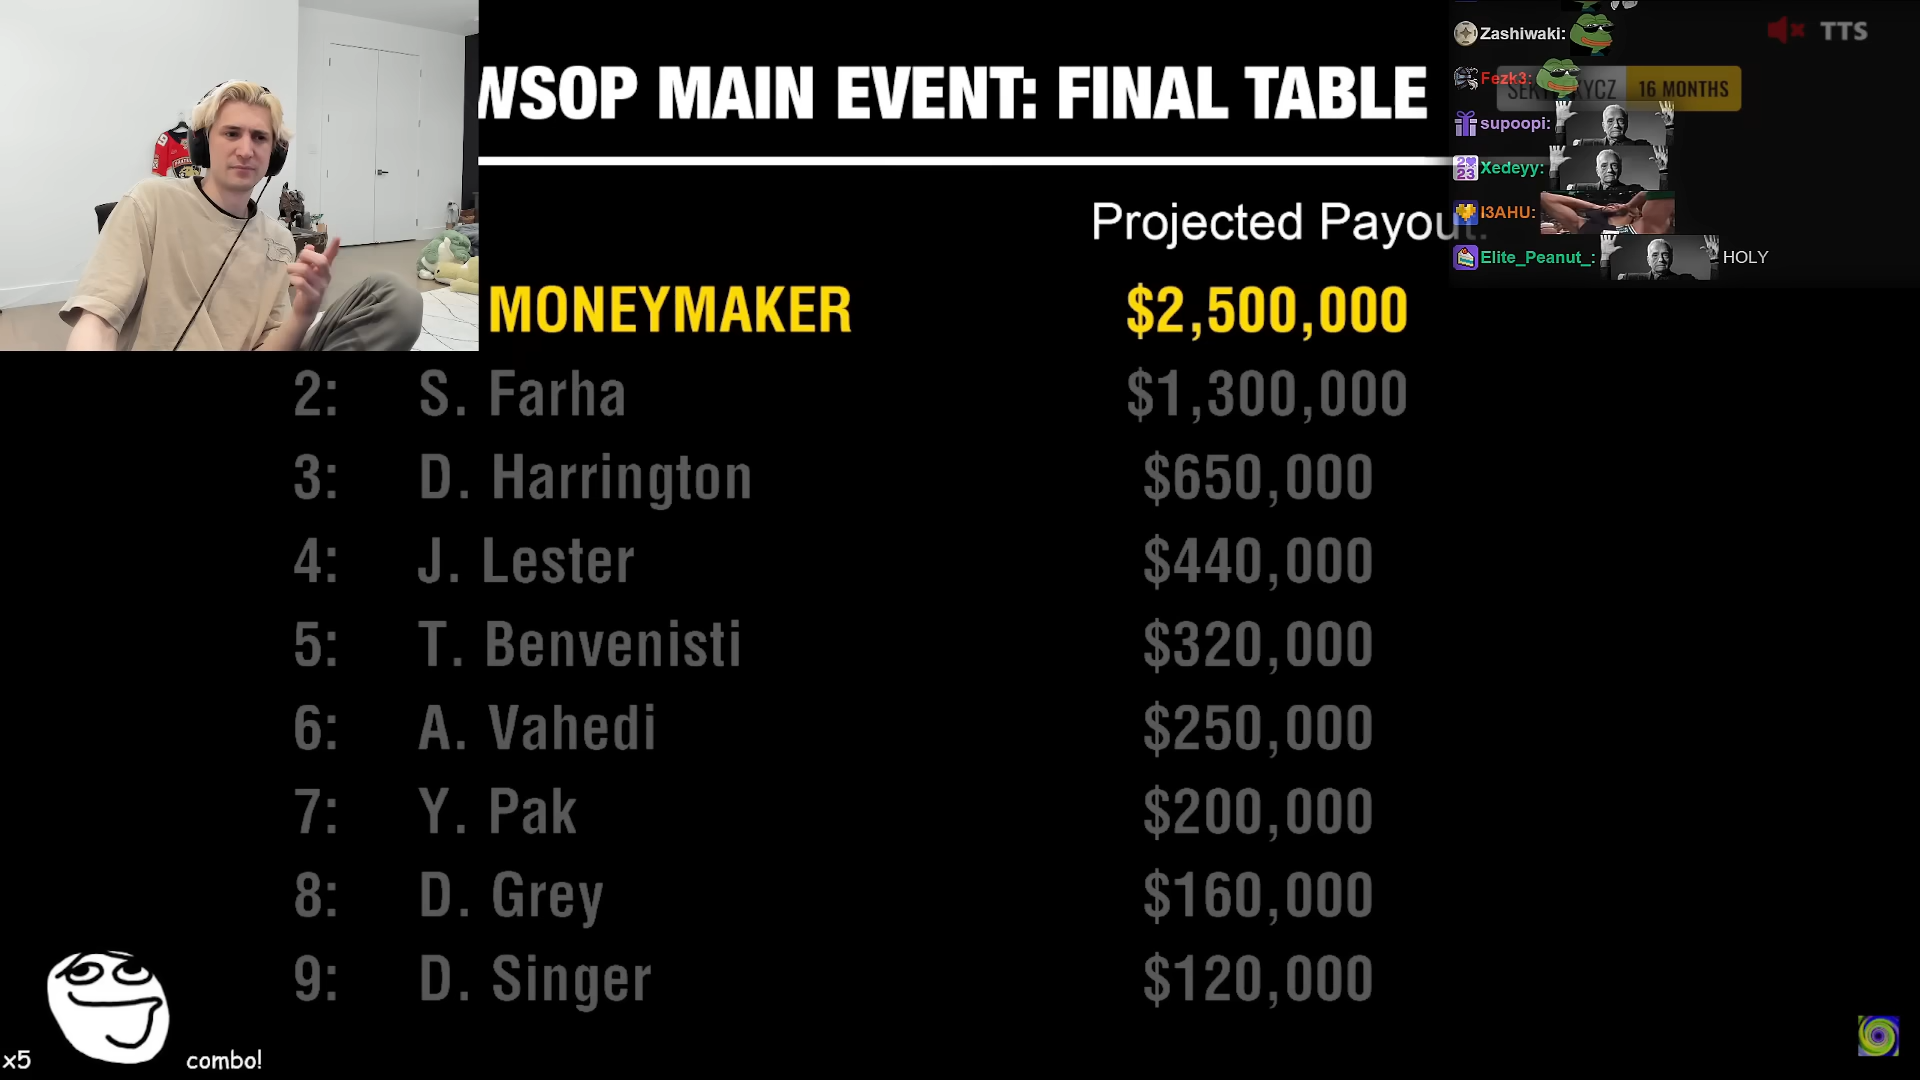 WSOP MAIN EVENT: FINAL TABLE
Projected Payout:
MONEYMAKER $2,500,000
2: S. Farha $1,300,000
3: D. Harrington $650,000
4: J. Lester $440,000
5: T. Benvenisti $320,000
6: A. Vahedi $250,000
7: Y. Pak $200,000
8: D. Grey $160,000
9: D. Singer $120,000
Zashiwaki:
TTS
Fezk3:
16 MONTHS
supoopi:
Xedeyy:
I3AHU:
Elite_Peanut_: HOLY
x5 combo!